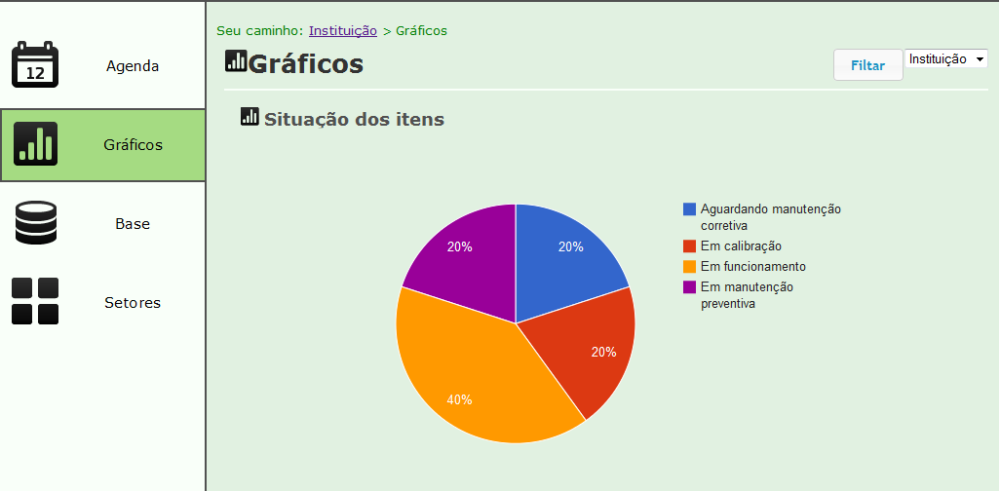 Seu caminho: Instituição > Gráficos
12
Agenda
Gráficos
Base
Setores
Gráficos
Filtar
Instituição
Situação dos itens
20%
20%
20%
40%
Aguardando manutenção
corretiva
Em calibração
Em funcionamento
Em manutenção
preventiva